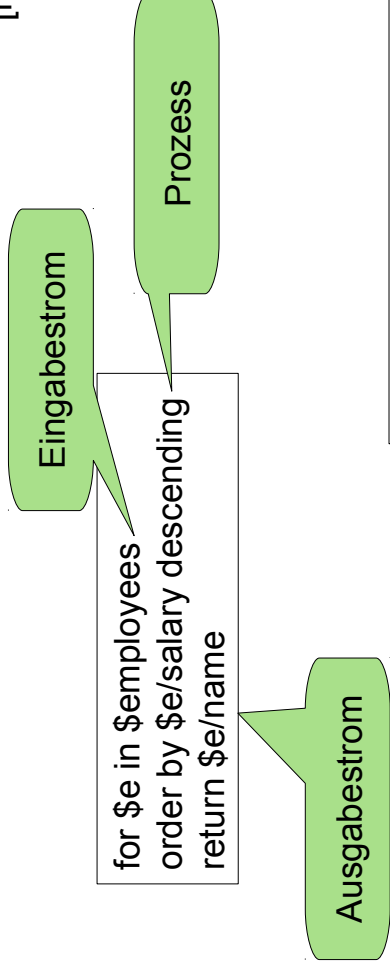 Eingabestrom
Prozess
for $e in $employees
order by $e/salary descending
return $e/name
Ausgabestrom